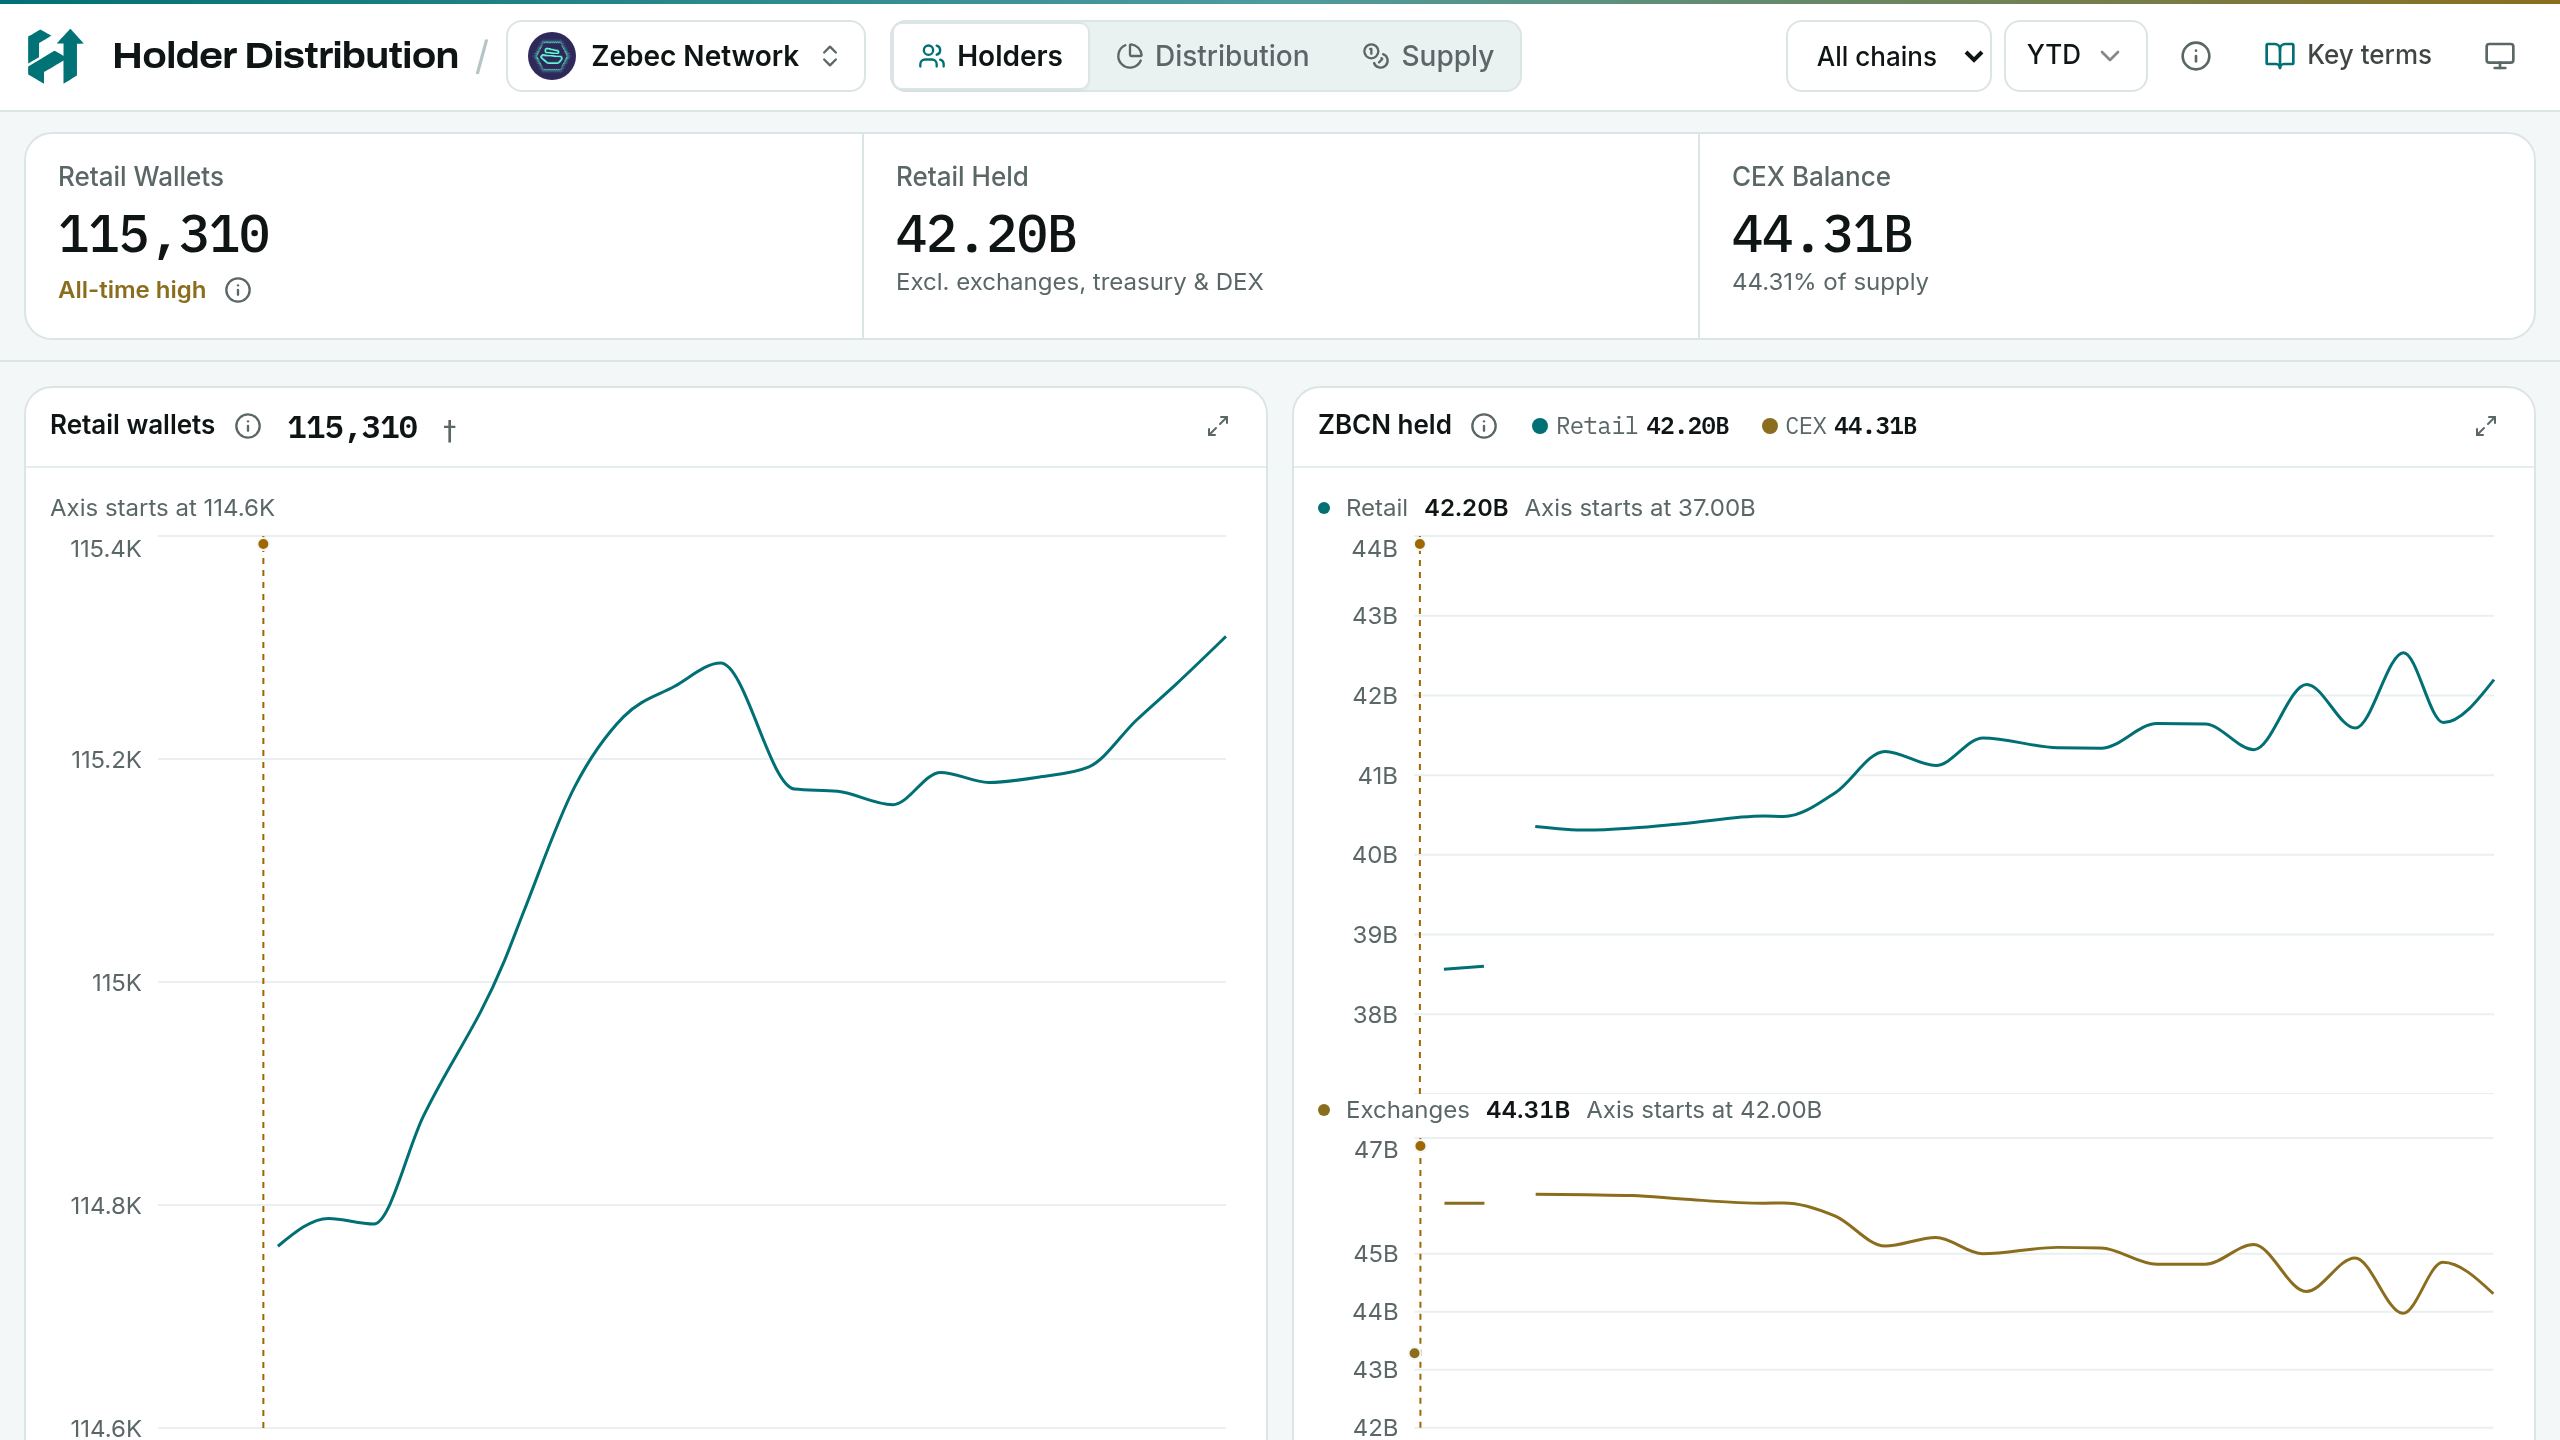 Holder Distribution / Zebec Network Holders Distribution Supply All chains YTD Key terms
Retail Wallets
115,310
All-time high
Retail Held
42.20B
Excl. exchanges, treasury & DEX
CEX Balance
44.31B
44.31% of supply
Retail wallets 115,310 †
Axis starts at 114.6K
115.4K
115.2K
115K
114.8K
114.6K
ZBCN held Retail 42.20B CEX 44.31B
Retail 42.20B Axis starts at 37.00B
44B
43B
42B
41B
40B
39B
38B
Exchanges 44.31B Axis starts at 42.00B
47B
45B
44B
43B
42B